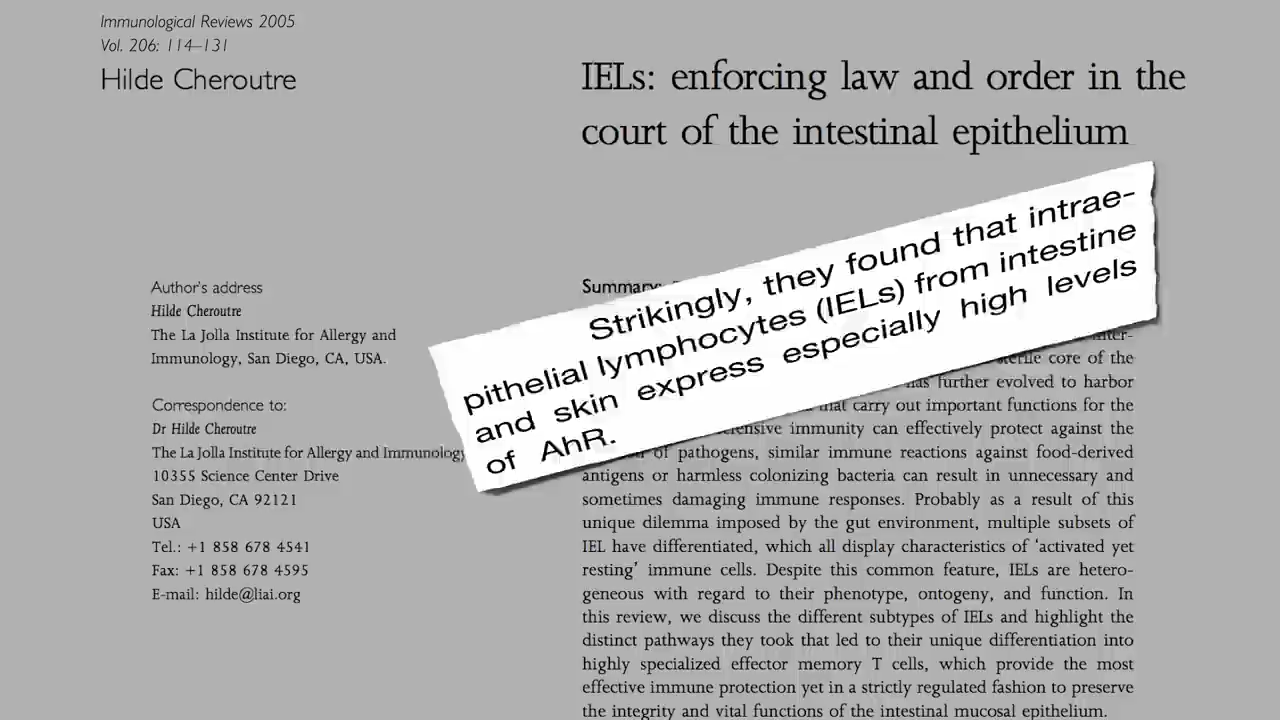 Immunological Reviews 2005
Vol. 206: 114–131
Hilde Cheroutre
IELs: enforcing law and order in the
court of the intestinal epithelium
Strikingly, they found that intrae-
pithelial lymphocytes (IELs) from intestine
and skin express especially high levels
of AhR.
Author's address
Hilde Cheroutre
The La Jolla Institute for Allergy and
Immunology, San Diego, CA, USA.
Correspondence to:
Dr Hilde Cheroutre
The La Jolla Institute for Allergy and Immunology
10355 Science Center Drive
San Diego, CA 92121
USA
Tel.: +1 858 678 4541
Fax: +1 858 678 4595
E-mail: hilde@liai.org
Summary
core of the
has further evolved to harbor
that carry out important functions for the
immunity can effectively protect against the
of pathogens, similar immune reactions against food-derived
antigens or harmless colonizing bacteria can result in unnecessary and
sometimes damaging immune responses. Probably as a result of this
unique dilemma imposed by the gut environment, multiple subsets of
IEL have differentiated, which all display characteristics of ‘activated yet
resting’ immune cells. Despite this common feature, IELs are hetero-
geneous with regard to their phenotype, ontogeny, and function. In
this review, we discuss the different subtypes of IELs and highlight the
distinct pathways they took that led to their unique differentiation into
highly specialized effector memory T cells, which provide the most
effective immune protection yet in a strictly regulated fashion to preserve
the integrity and vital functions of the intestinal mucosal epithelium.